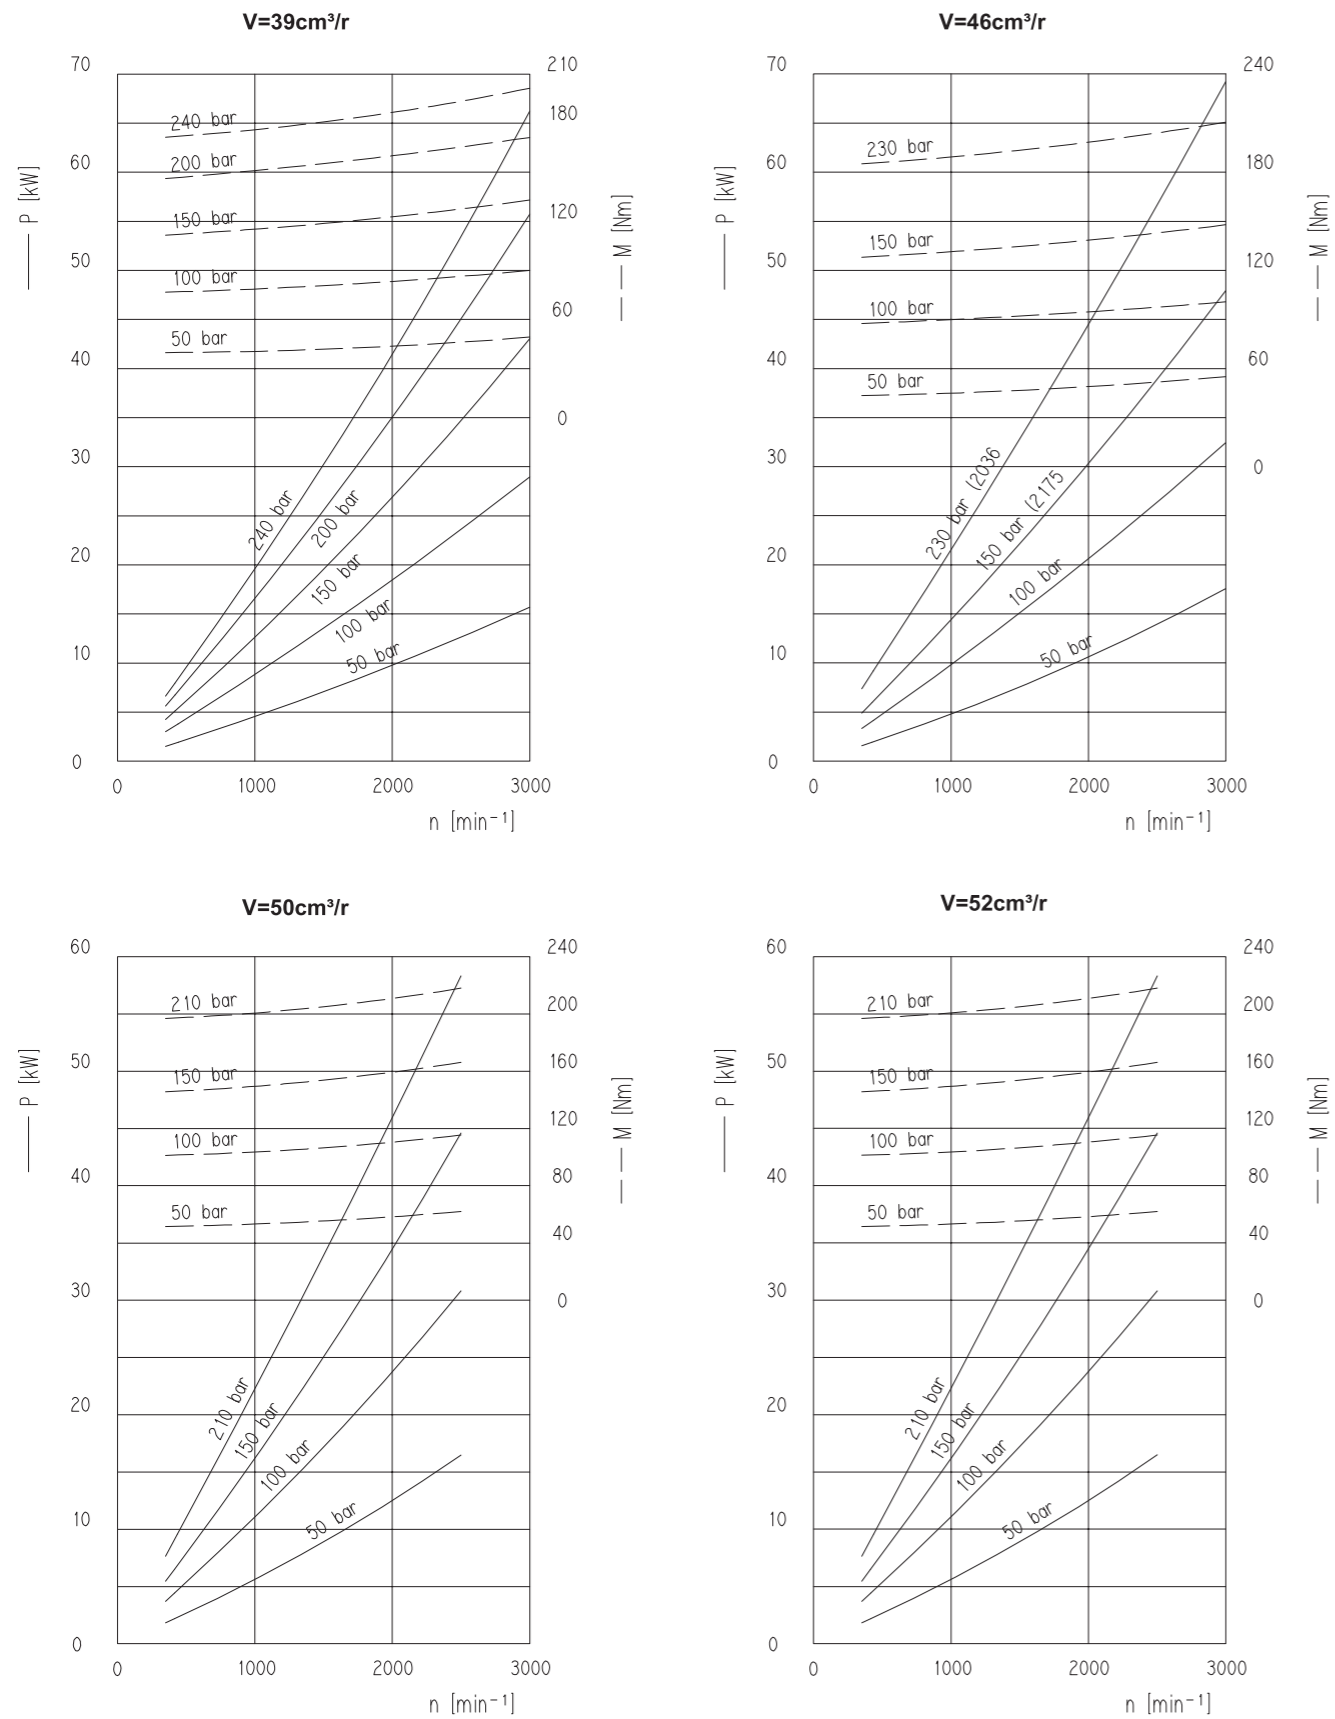 V=39cm³/r
70
210
240 bar
180
60
200 bar
P [kW]
150 bar
120
M [Nm]
50
100 bar
60
50 bar
40
0
30
240 bar
200 bar
20
150 bar
100 bar
10
50 bar
0
0 1000 2000 3000
n [min⁻¹]
V=46cm³/r
70
240
230 bar
60
180
P [kW]
150 bar
M [Nm]
50
120
100 bar
40
60
50 bar
30
0
230 bar (2036
150 bar (2175
20
100 bar
10
50 bar
0
0 1000 2000 3000
n [min⁻¹]
V=50cm³/r
60
240
210 bar
200
50
160
P [kW]
150 bar
M [Nm]
120
100 bar
40
80
50 bar
40
30
0
210 bar
20
150 bar
100 bar
10
50 bar
0
0 1000 2000 3000
n [min⁻¹]
V=52cm³/r
60
240
210 bar
200
50
160
P [kW]
150 bar
M [Nm]
120
100 bar
40
80
50 bar
40
30
0
210 bar
20
150 bar
100 bar
10
50 bar
0
0 1000 2000 3000
n [min⁻¹]